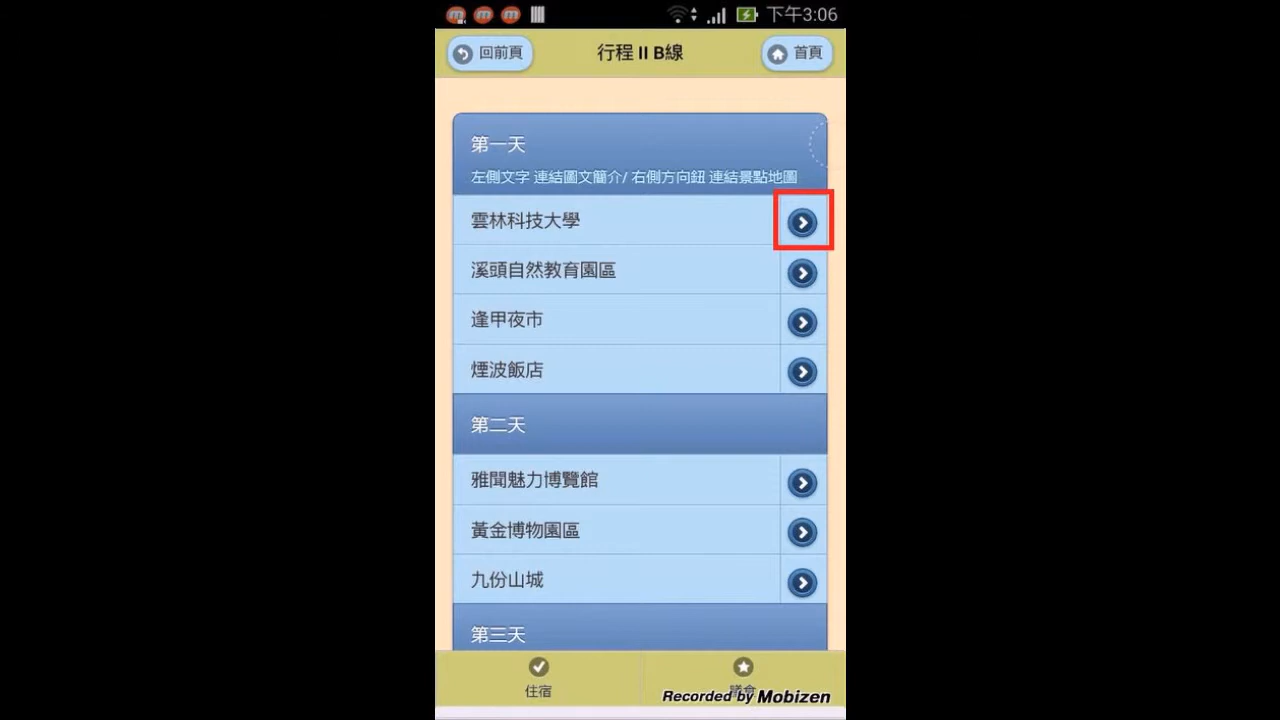 下午3:06
回前頁
行程 II B線
首頁
第一天
左側文字 連結圖文簡介/ 右側方向鈕 連結景點地圖
雲林科技大學
溪頭自然教育園區
逢甲夜市
煙波飯店
第二天
雅聞魅力博覽館
黃金博物園區
九份山城
第三天
住宿
Recorded by Mobizen